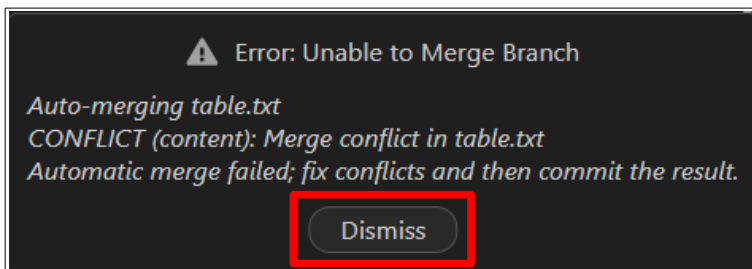 Error: Unable to Merge Branch
Auto-merging table.txt
CONFLICT (content): Merge conflict in table.txt
Automatic merge failed; fix conflicts and then commit the result.
Dismiss